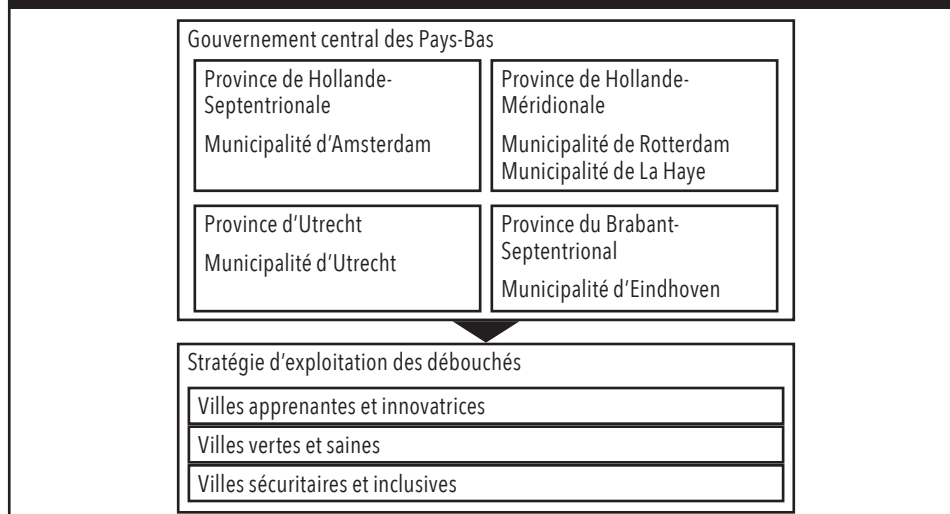 Gouvernement central des Pays-Bas
Province de Hollande-
Septentrionale
Municipalité d'Amsterdam
Province de Hollande-
Méridionale
Municipalité de Rotterdam
Municipalité de La Haye
Province d'Utrecht
Municipalité d'Utrecht
Province du Brabant-
Septentrional
Municipalité d'Eindhoven
Stratégie d'exploitation des débouchés
Villes apprenantes et innovatrices
Villes vertes et saines
Villes sécuritaires et inclusives